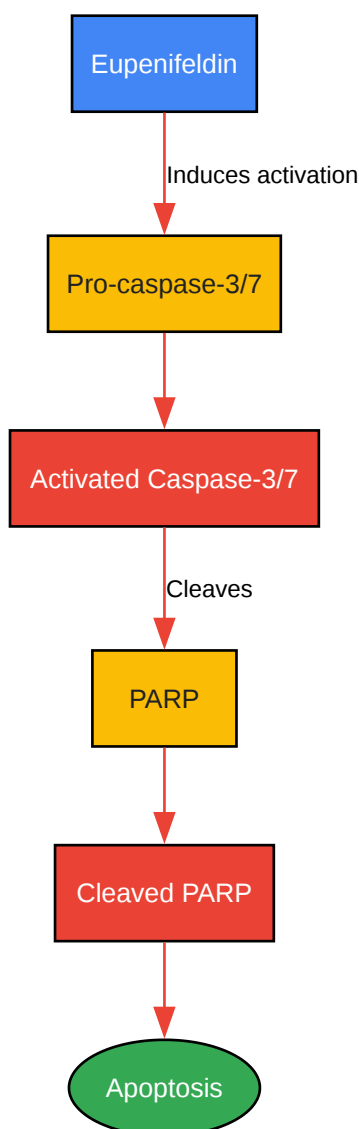 Eupenifeldin
Induces activation
Pro-caspase-3/7
Activated Caspase-3/7
Cleaves
PARP
Cleaved PARP
Apoptosis